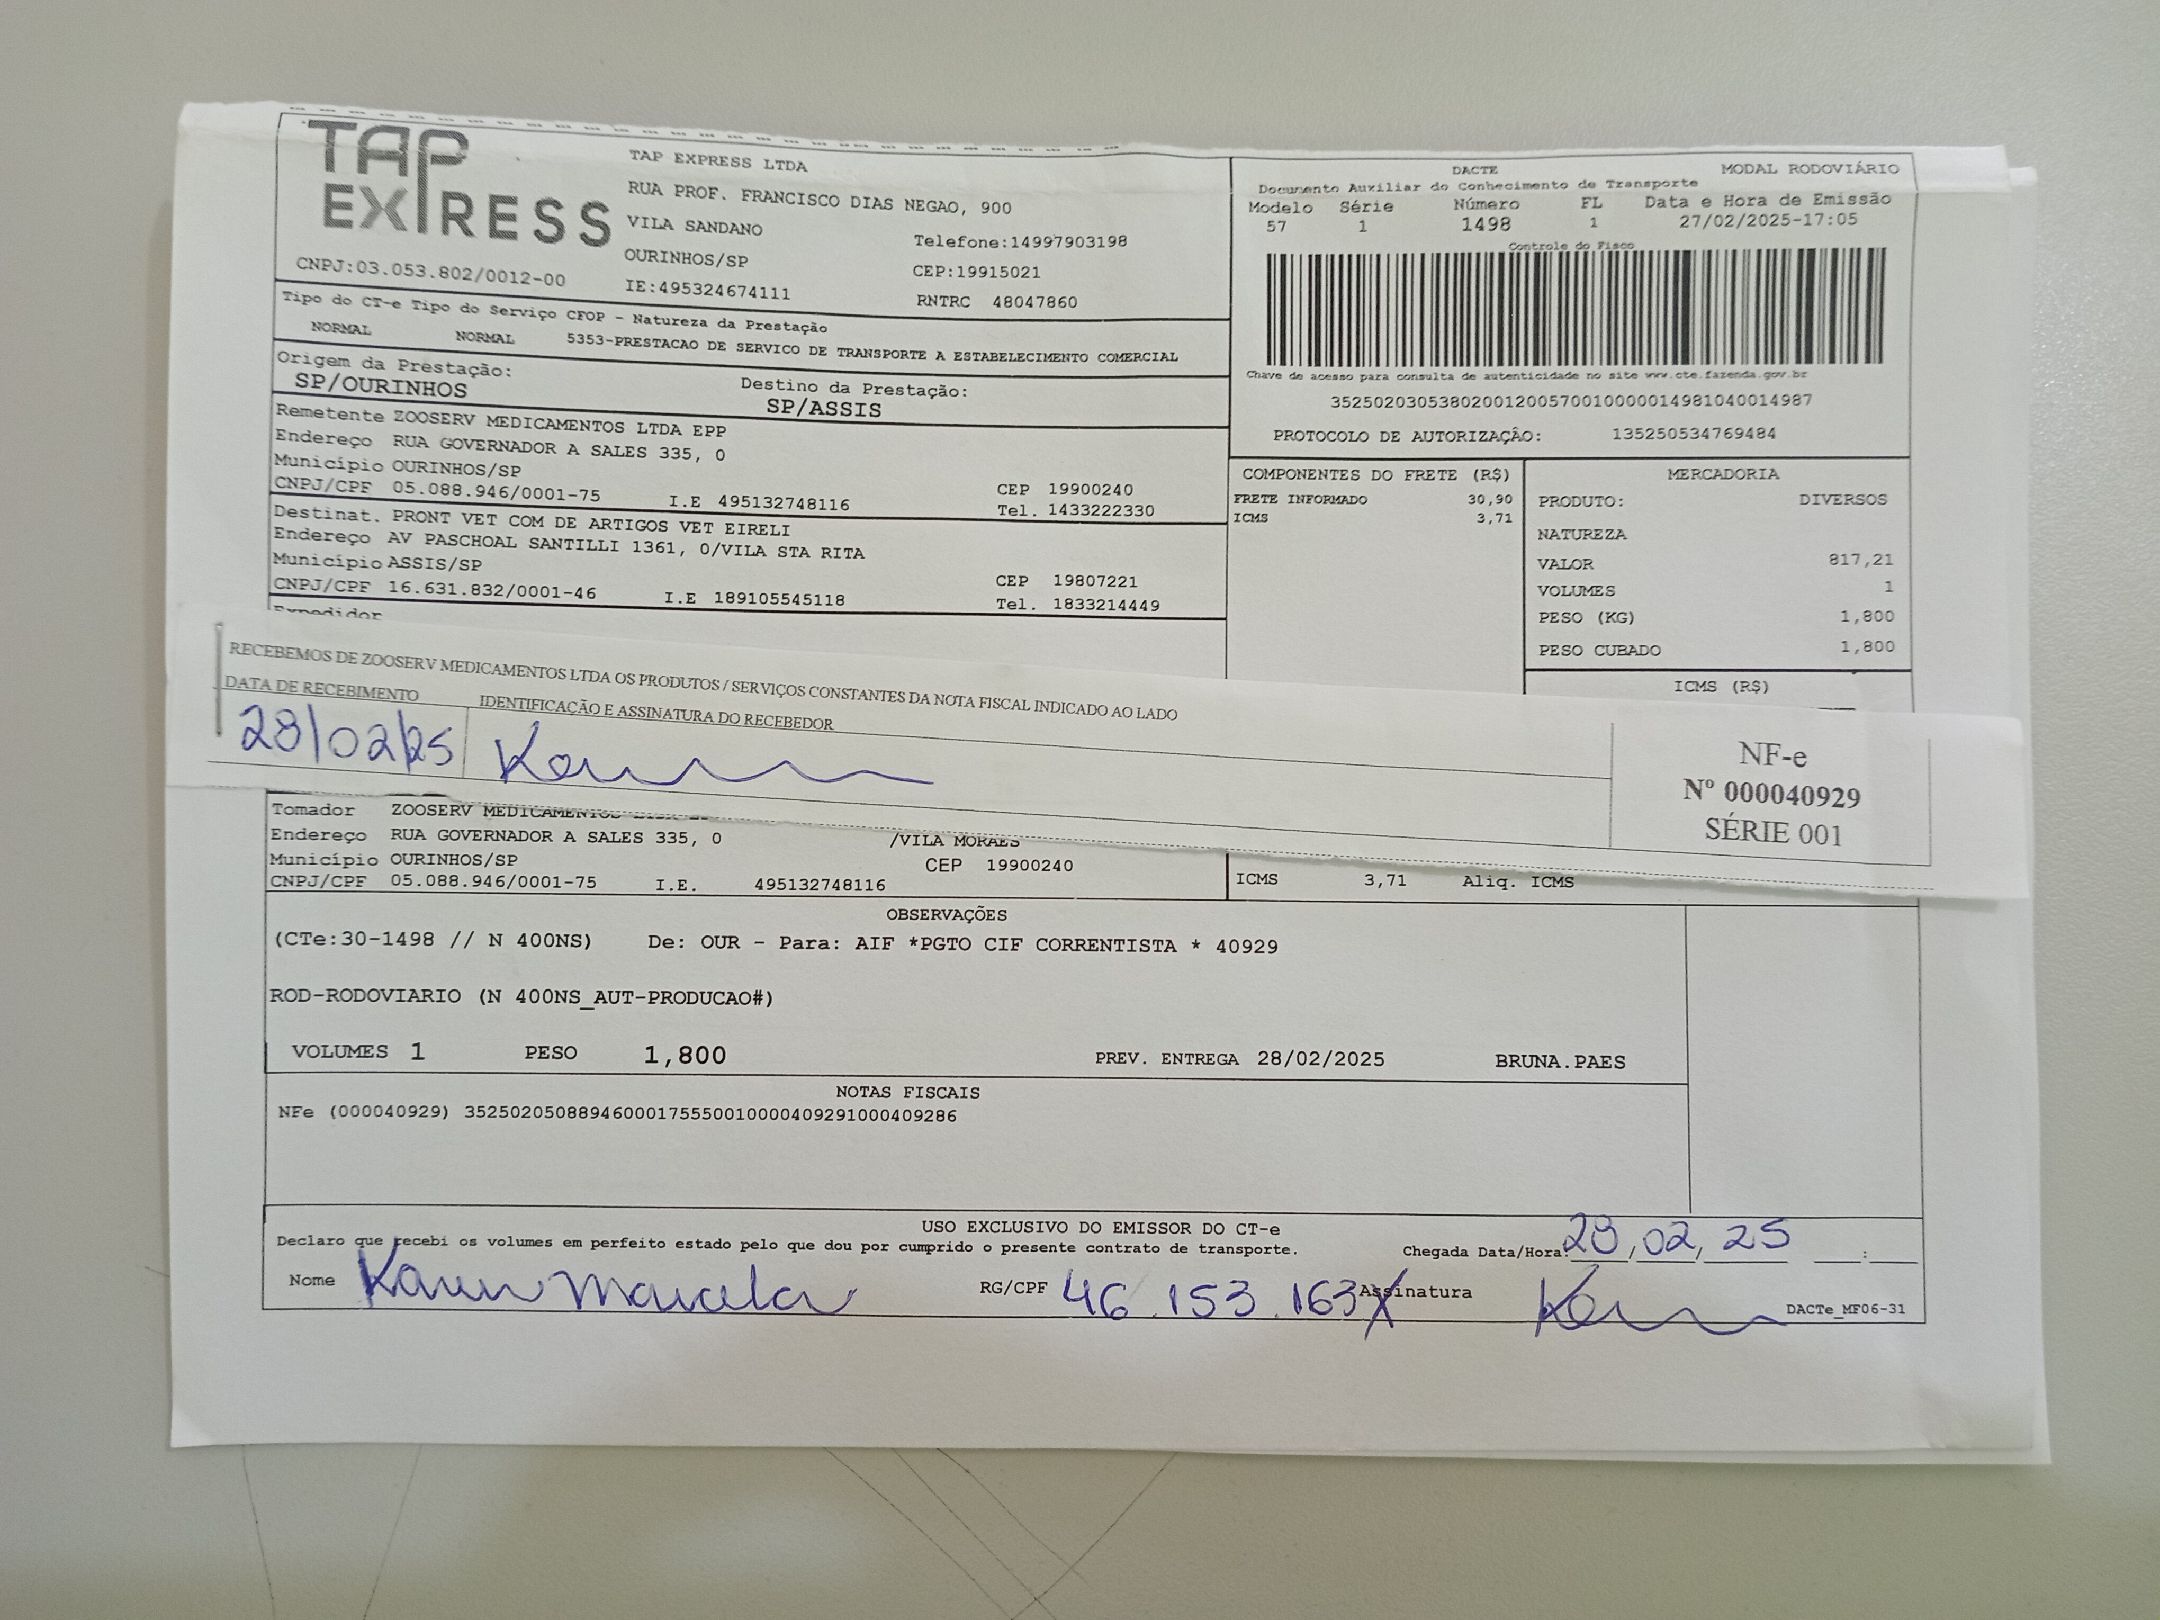 TAP
EXPRESS
CNPJ:03.053.802/0012-00
TAP EXPRESS LTDA
RUA PROF. FRANCISCO DIAS NEGAO, 900
VILA SANDANO
OURINHOS/SP
IE:495324674111
Telefone:14997903198
CEP:19915021
RNTRC 48047860
DACTE MODAL RODOVIÁRIO
Documento Auxiliar do Conhecimento de Transporte
Modelo Série Número FL Data e Hora de Emissão
57 1 1498 1 27/02/2025-17:05
Controle do Fisco
Chave de acesso para consulta de autenticidade no site www.cte.fazenda.gov.br
35250203053802001200570010000014981040014987
PROTOCOLO DE AUTORIZAÇÃO: 135250534769484
Tipo do CT-e Tipo do Serviço CFOP - Natureza da Prestação
NORMAL NORMAL 5353-PRESTACAO DE SERVICO DE TRANSPORTE A ESTABELECIMENTO COMERCIAL
Origem da Prestação: Destino da Prestação:
SP/OURINHOS SP/ASSIS
Remetente ZOOSERV MEDICAMENTOS LTDA EPP
Endereço RUA GOVERNADOR A SALES 335, 0
Município OURINHOS/SP CEP 19900240
CNPJ/CPF 05.088.946/0001-75 I.E 495132748116 Tel. 1433222330
Destinat. PRONT VET COM DE ARTIGOS VET EIRELI
Endereço AV PASCHOAL SANTILLI 1361, 0/VILA STA RITA
Município ASSIS/SP CEP 19807221
CNPJ/CPF 16.631.832/0001-46 I.E 189105545118 Tel. 1833214449
Expedidor
COMPONENTES DO FRETE (R$)
FRETE INFORMADO 30,90
ICMS 3,71
MERCADORIA
PRODUTO: DIVERSOS
NATUREZA
VALOR 817,21
VOLUMES 1
PESO (KG) 1,800
PESO CUBADO 1,800
ICMS (R$)
RECEBEMOS DE ZOOSERV MEDICAMENTOS LTDA OS PRODUTOS / SERVIÇOS CONSTANTES DA NOTA FISCAL INDICADO AO LADO
DATA DE RECEBIMENTO IDENTIFICAÇÃO E ASSINATURA DO RECEBEDOR
28/02/25
NF-e
Nº 000040929
SÉRIE 001
Tomador ZOOSERV MEDICAMENTOS
Endereço RUA GOVERNADOR A SALES 335, 0 /VILA MORAES
Município OURINHOS/SP CEP 19900240
CNPJ/CPF 05.088.946/0001-75 I.E. 495132748116
ICMS 3,71 Aliq. ICMS
OBSERVAÇÕES
(CTe:30-1498 // N 400NS) De: OUR - Para: AIF *PGTO CIF CORRENTISTA * 40929
ROD-RODOVIARIO (N 400NS_AUT-PRODUCAO#)
VOLUMES 1 PESO 1,800 PREV. ENTREGA 28/02/2025 BRUNA.PAES
NOTAS FISCAIS
NFe (000040929) 35250205088946000175550010000409291000409286
USO EXCLUSIVO DO EMISSOR DO CT-e
Declaro que recebi os volumes em perfeito estado pelo que dou por cumprido o presente contrato de transporte. Chegada Data/Hora: 28,02,25 :
Nome Karen Marcela RG/CPF 46.153.163X Assinatura
DACTe_MF06-31